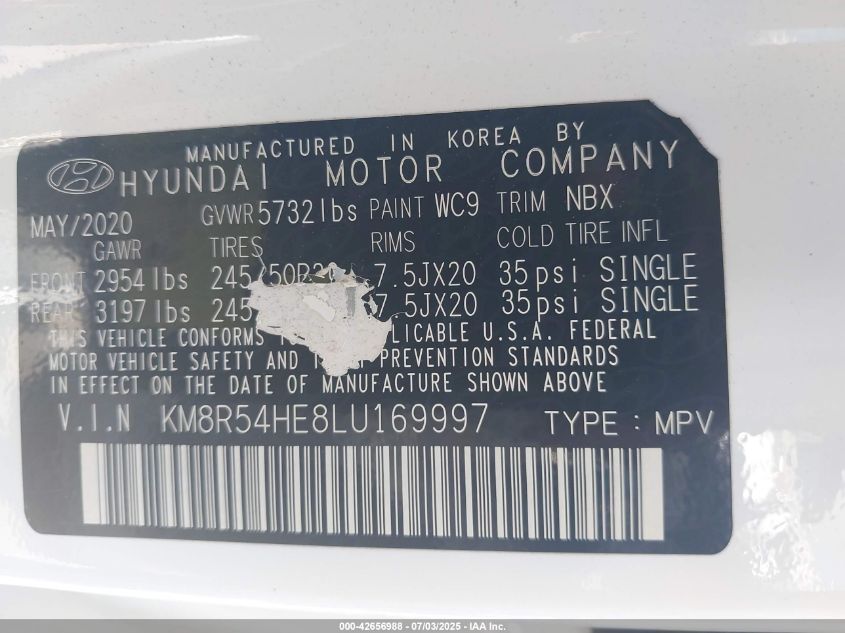 MANUFACTURED IN KOREA BY
HYUNDAI MOTOR COMPANY
MAY/2020 GVWR 5732lbs PAINT WC9 TRIM NBX
GAWR TIRES RIMS COLD TIRE INFL
FRONT 2954lbs 245/50R20 7.5JX20 35psi SINGLE
REAR 3197lbs 245 7.5JX20 35psi SINGLE
THIS VEHICLE CONFORMS LICABLE U.S.A. FEDERAL
MOTOR VEHICLE SAFETY AND PREVENTION STANDARDS
IN EFFECT ON THE DATE OF MANUFACTURE SHOWN ABOVE
V.I.N KM8R54HE8LU169997 TYPE : MPV
000-42656988 - 07/03/2025 - IAA Inc.